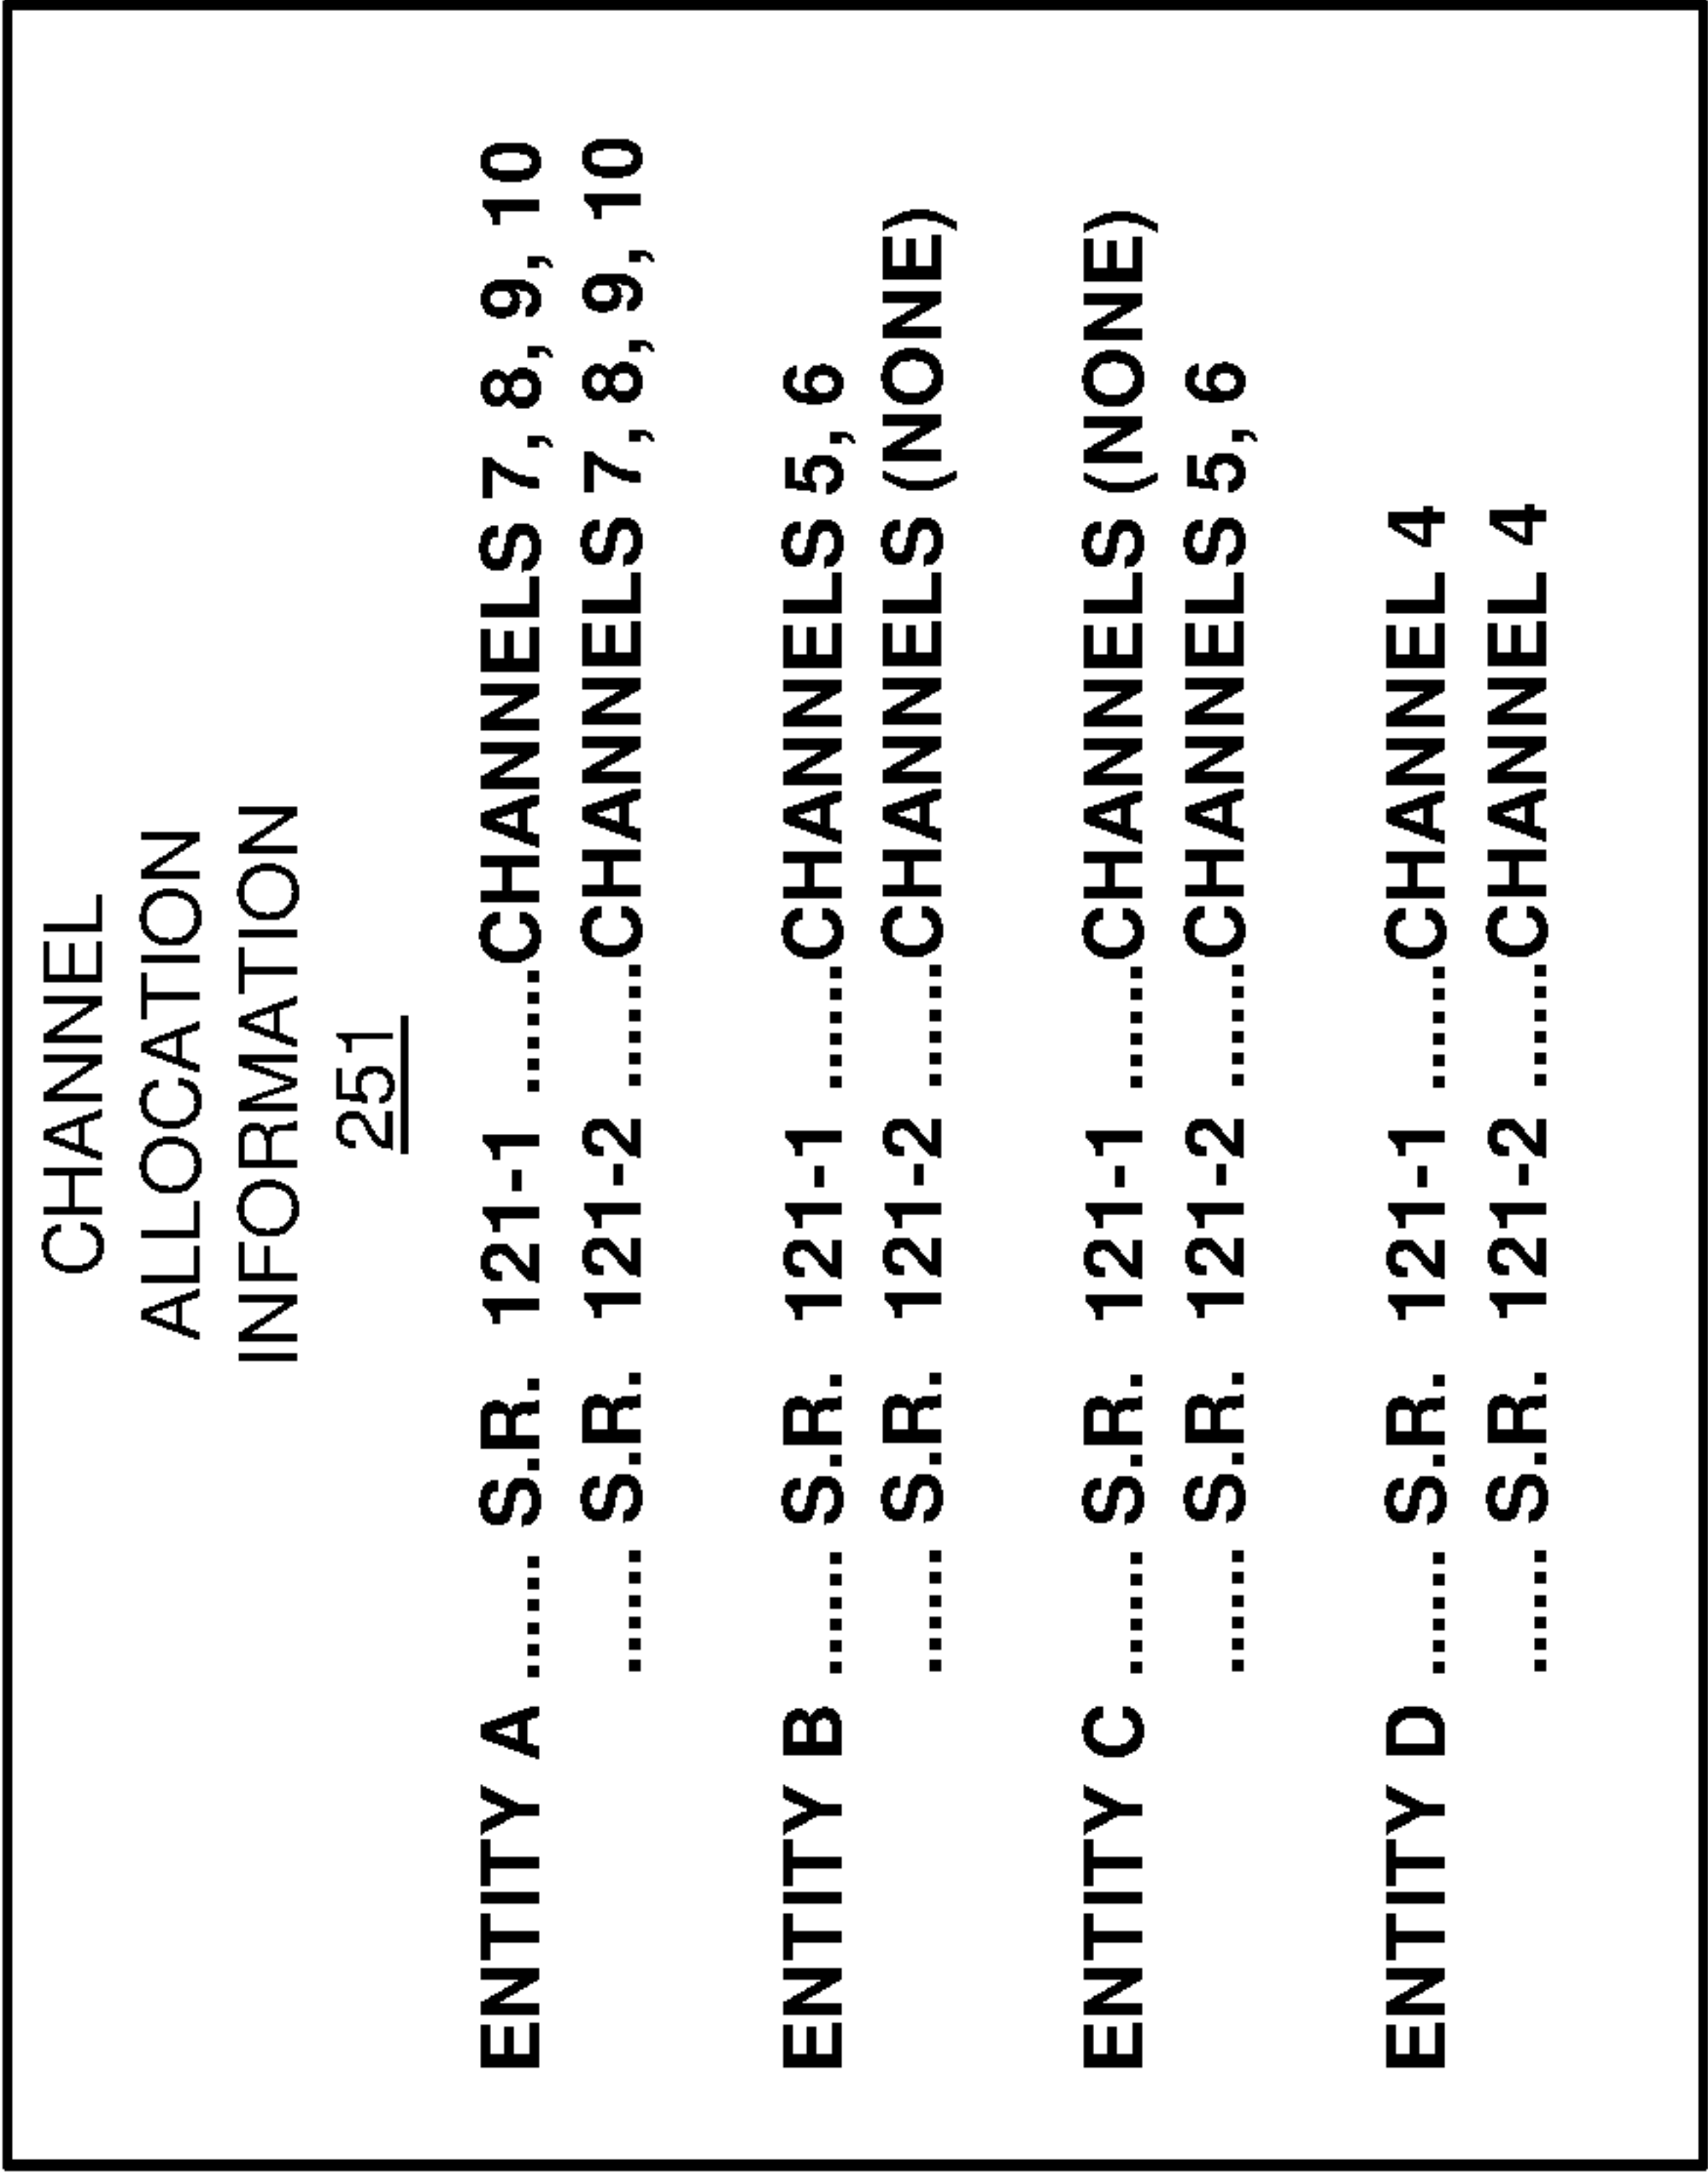 CHANNEL
ALLOCATION
INFORMATION
251
ENTITY A ...... S.R. 121-1 ......CHANNELS 7, 8, 9, 10
...... S.R. 121-2 ......CHANNELS 7, 8, 9, 10
ENTITY B ...... S.R. 121-1 ......CHANNELS 5, 6
...... S.R. 121-2 ......CHANNELS (NONE)
ENTITY C ...... S.R. 121-1 ......CHANNELS (NONE)
...... S.R. 121-2 ......CHANNELS 5, 6
ENTITY D ...... S.R. 121-1 ......CHANNEL 4
...... S.R. 121-2 ......CHANNEL 4